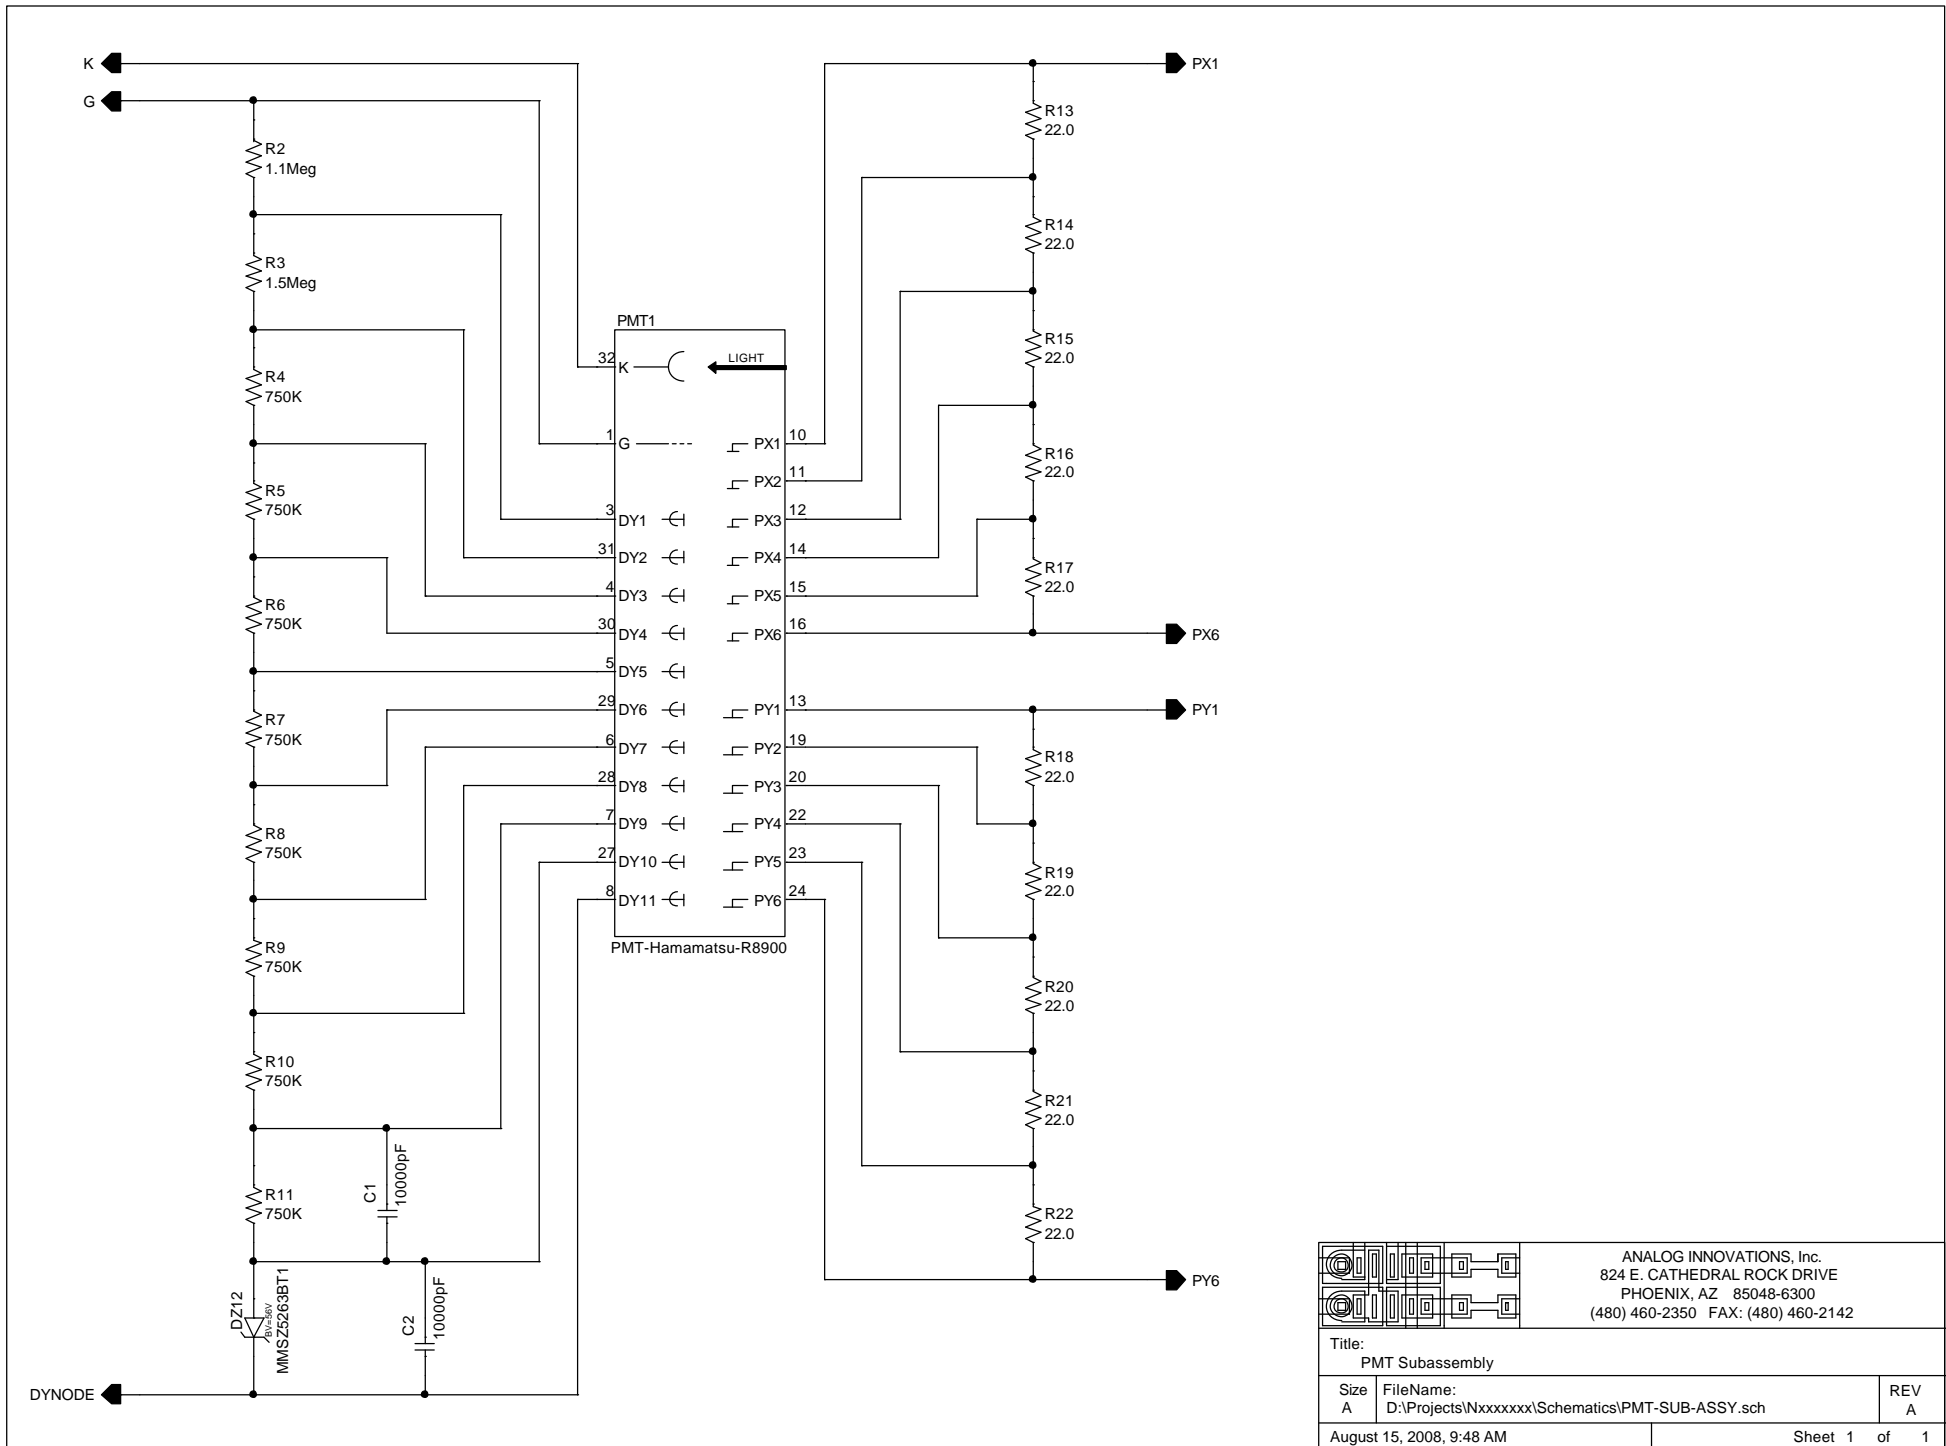 K
G
R2
1.1Meg
R3
1.5Meg
R4
750K
R5
750K
R6
750K
R7
750K
R8
750K
R9
750K
R10
750K
R11
750K
C1
10000pF
C2
10000pF
DZ12
BV=56V
MMSZ5263BT1
DYNODE
PMT1
LIGHT
32 K
1 G
3 DY1
31 DY2
4 DY3
30 DY4
5 DY5
29 DY6
6 DY7
28 DY8
7 DY9
27 DY10
8 DY11
PX1 10
PX2 11
PX3 12
PX4 14
PX5 15
PX6 16
PY1 13
PY2 19
PY3 20
PY4 22
PY5 23
PY6 24
PMT-Hamamatsu-R8900
PX1
R13
22.0
R14
22.0
R15
22.0
R16
22.0
R17
22.0
PX6
PY1
R18
22.0
R19
22.0
R20
22.0
R21
22.0
R22
22.0
PY6
ANALOG INNOVATIONS, Inc.
824 E. CATHEDRAL ROCK DRIVE
PHOENIX, AZ 85048-6300
(480) 460-2350 FAX: (480) 460-2142
Title:
PMT Subassembly
Size
A
FileName:
D:\Projects\Nxxxxxxx\Schematics\PMT-SUB-ASSY.sch
REV
A
August 15, 2008, 9:48 AM
Sheet 1 of 1